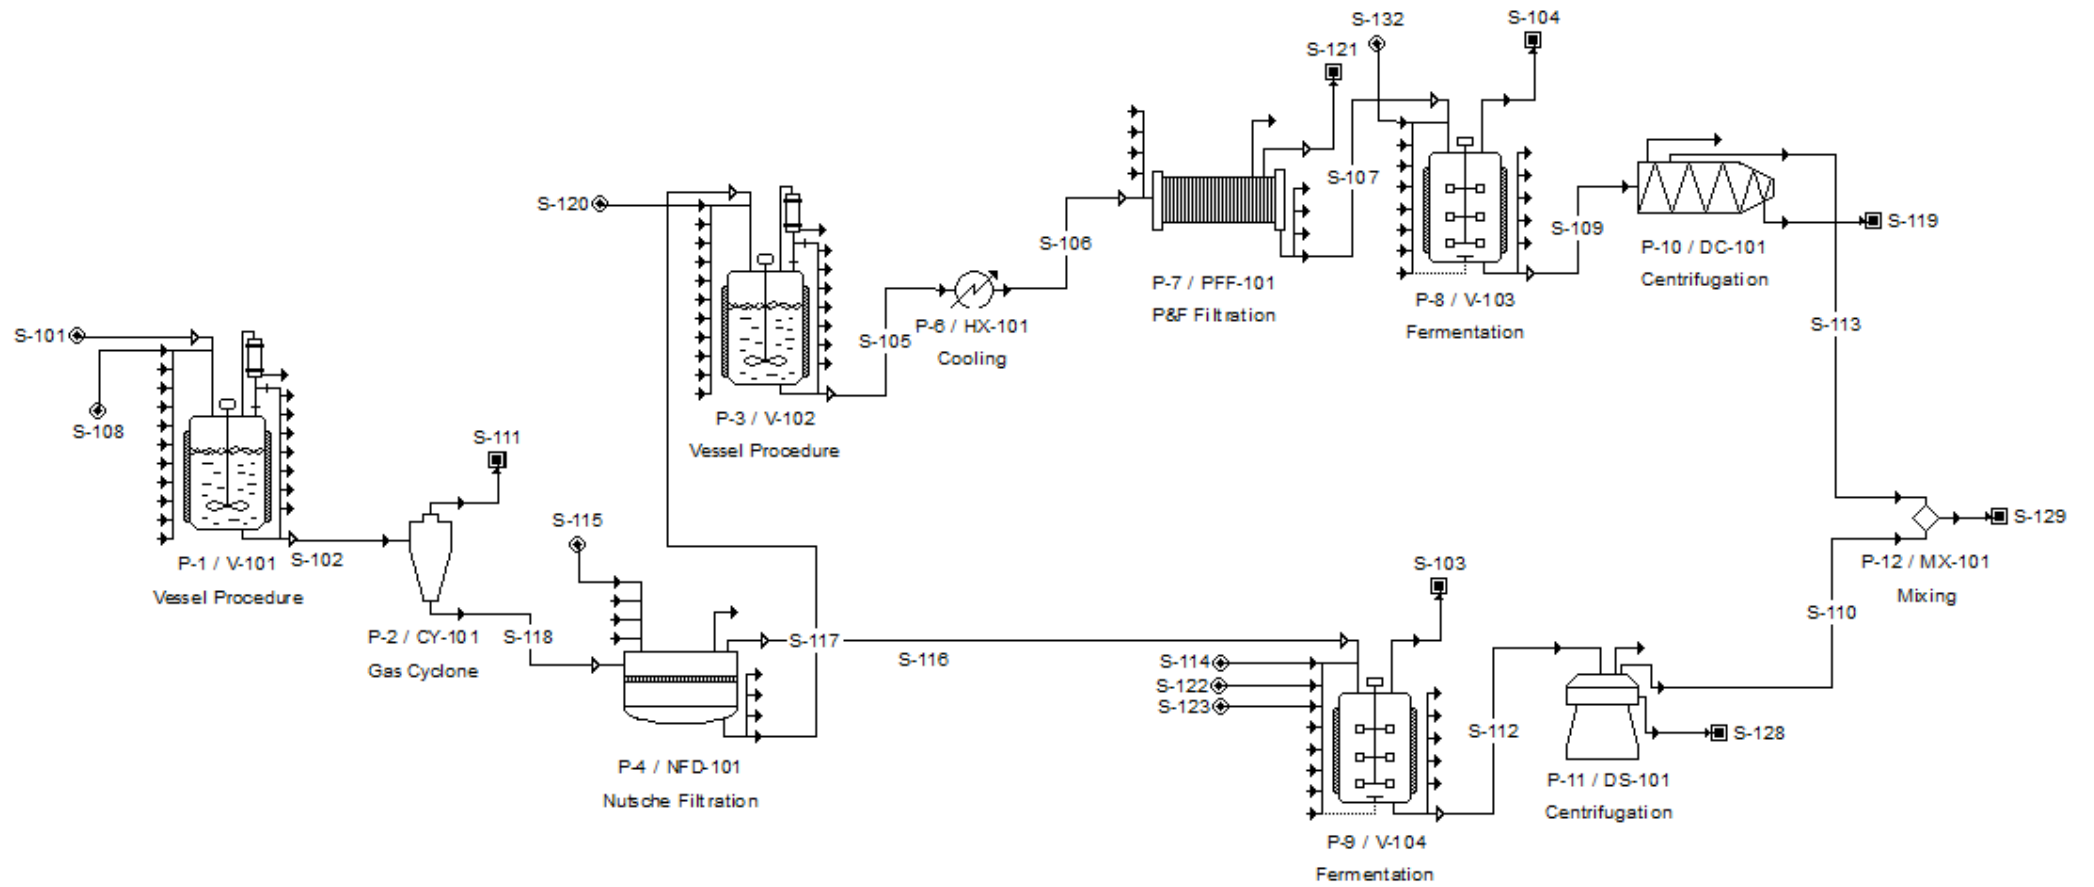 S-132
S-104
S-121
S-107
S-120
S-106
S-109
S-119
P-10 / DC-101
Centrifugation
P-7 / PFF-101
P&F Filtration
P-8 / V-103
Fermentation
S-101
S-105
P-6 / HX-101
Cooling
S-113
S-108
P-3 / V-102
Vessel Procedure
S-111
S-115
S-102
P-1 / V-101
Vessel Procedure
S-129
P-12 / MX-101
Mixing
S-103
S-110
P-2 / CY-101
Gas Cyclone
S-118
S-117
S-116
S-114
S-122
S-123
S-112
S-128
P-4 / NFD-101
Nutsche Filtration
P-11 / DS-101
Centrifugation
P-9 / V-104
Fermentation